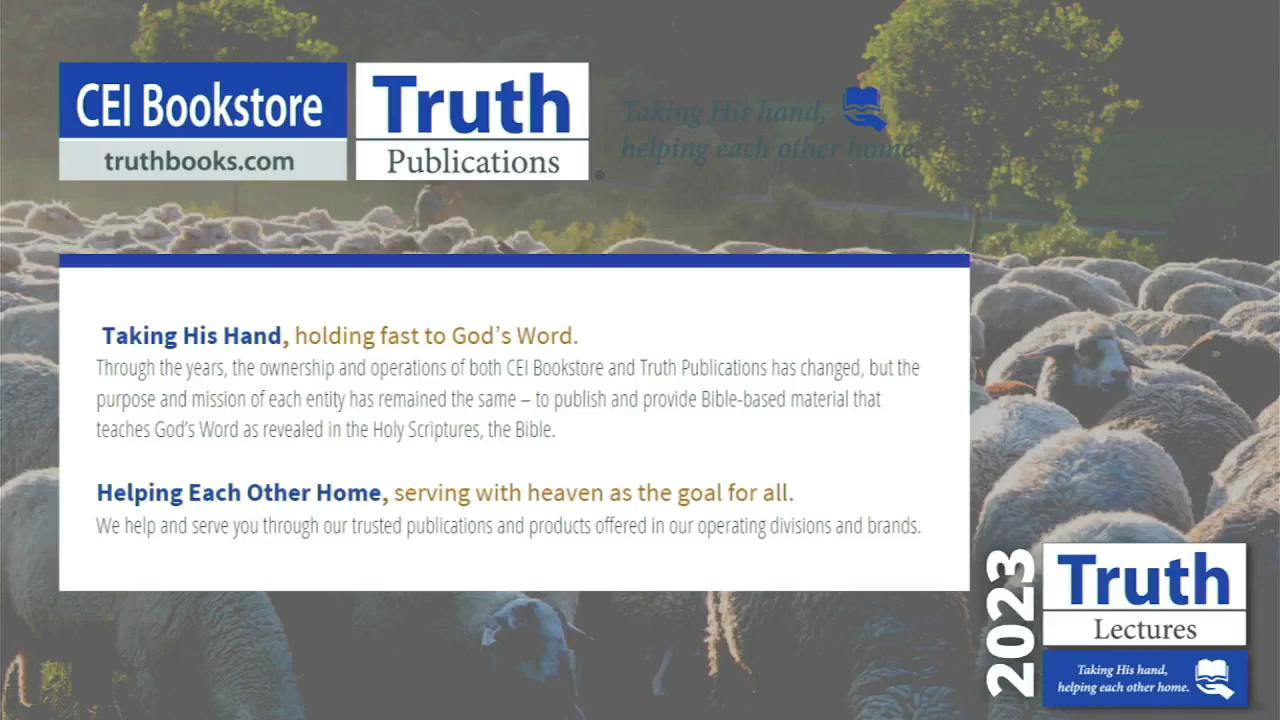 CEI Bookstore
truthbooks.com
Truth
Publications
®
Taking His hand,
helping each other home.
Taking His Hand, holding fast to God's Word.
Through the years, the ownership and operations of both CEI Bookstore and Truth Publications has changed, but the
purpose and mission of each entity has remained the same – to publish and provide Bible-based material that
teaches God's Word as revealed in the Holy Scriptures, the Bible.
Helping Each Other Home, serving with heaven as the goal for all.
We help and serve you through our trusted publications and products offered in our operating divisions and brands.
2023
Truth
Lectures
Taking His hand,
helping each other home.